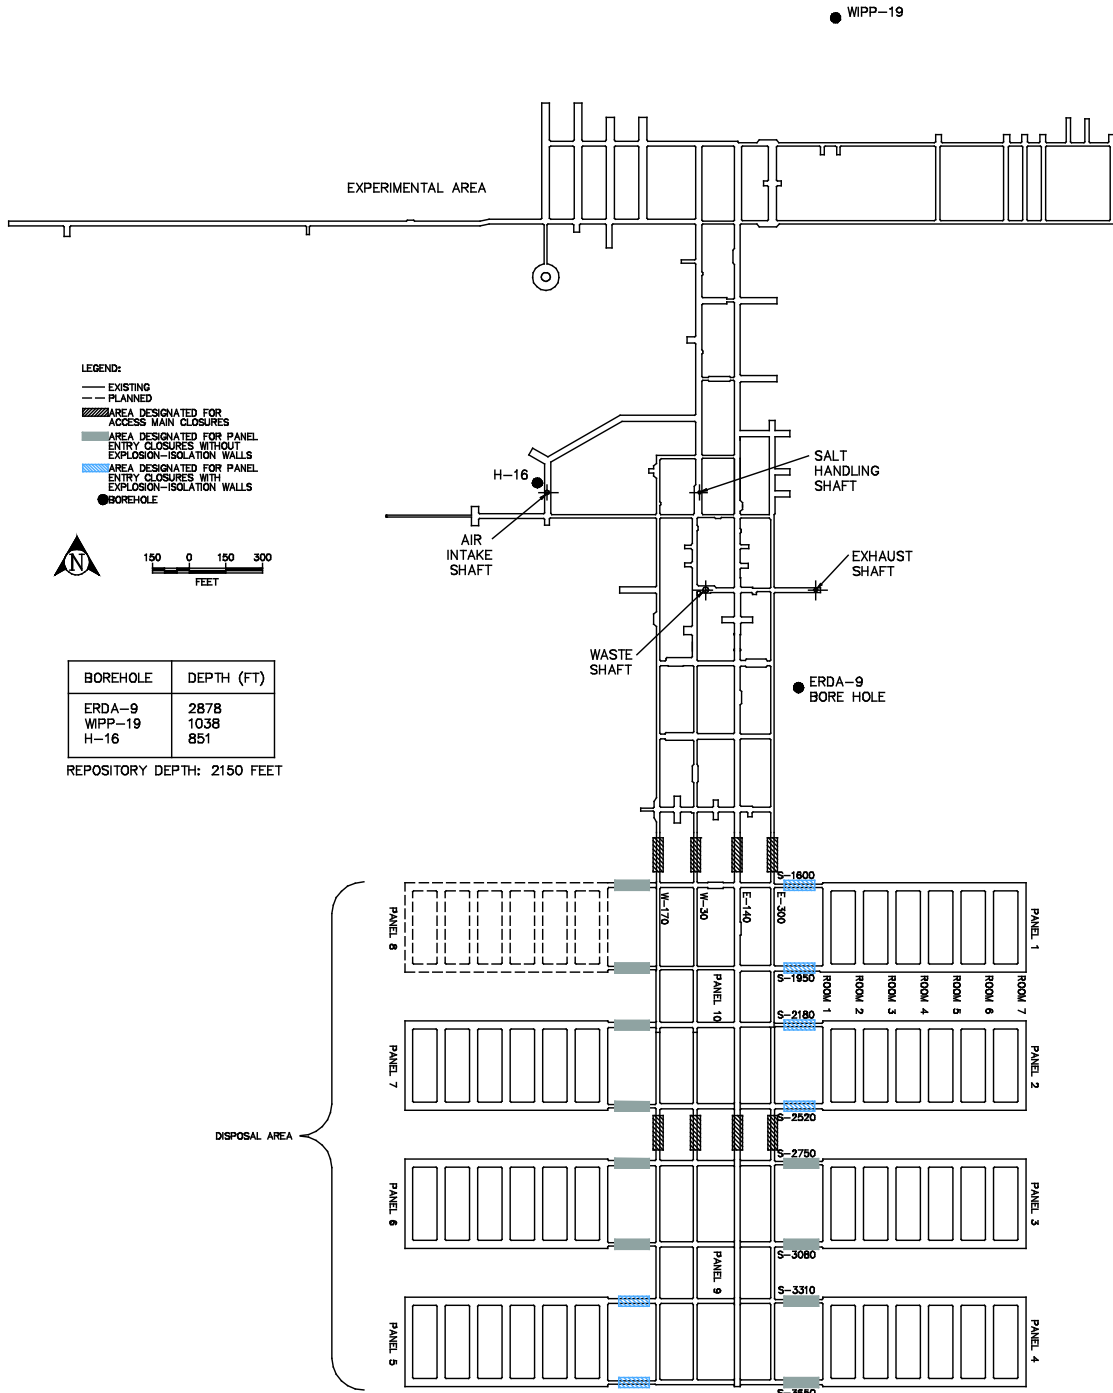 WIPP-19
EXPERIMENTAL AREA
LEGEND:
EXISTING
PLANNED
AREA DESIGNATED FOR
ACCESS MAIN CLOSURES
AREA DESIGNATED FOR PANEL
ENTRY CLOSURES WITHOUT
EXPLOSION-ISOLATION WALLS
AREA DESIGNATED FOR PANEL
ENTRY CLOSURES WITH
EXPLOSION-ISOLATION WALLS
BOREHOLE
N
150 0 150 300
FEET
H-16
AIR
INTAKE
SHAFT
SALT
HANDLING
SHAFT
EXHAUST
SHAFT
WASTE
SHAFT
ERDA-9
BORE HOLE
BOREHOLE DEPTH (FT)
ERDA-9 2878
WIPP-19 1038
H-16 851
REPOSITORY DEPTH: 2150 FEET
S-1600
W-170
W-30
E-140
E-300
PANEL 8
PANEL 1
S-1950
PANEL 10
ROOM 1
ROOM 2
ROOM 3
ROOM 4
ROOM 5
ROOM 6
ROOM 7
S-2180
PANEL 7
PANEL 2
S-2520
DISPOSAL AREA
S-2750
PANEL 6
PANEL 3
S-3080
PANEL 9
S-3310
PANEL 5
PANEL 4
S-3650